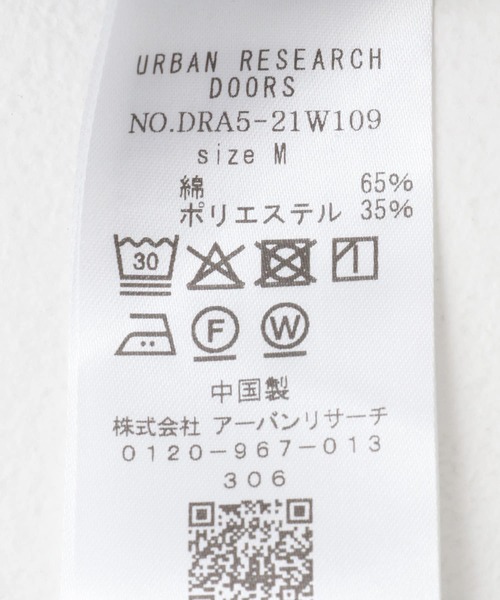 URBAN RESEARCH
DOORS
NO.DRA5-21W109
size M
綿 65%
ポリエステル 35%
30
F W
中国製
株式会社 アーバンリサーチ
0120-967-013
306